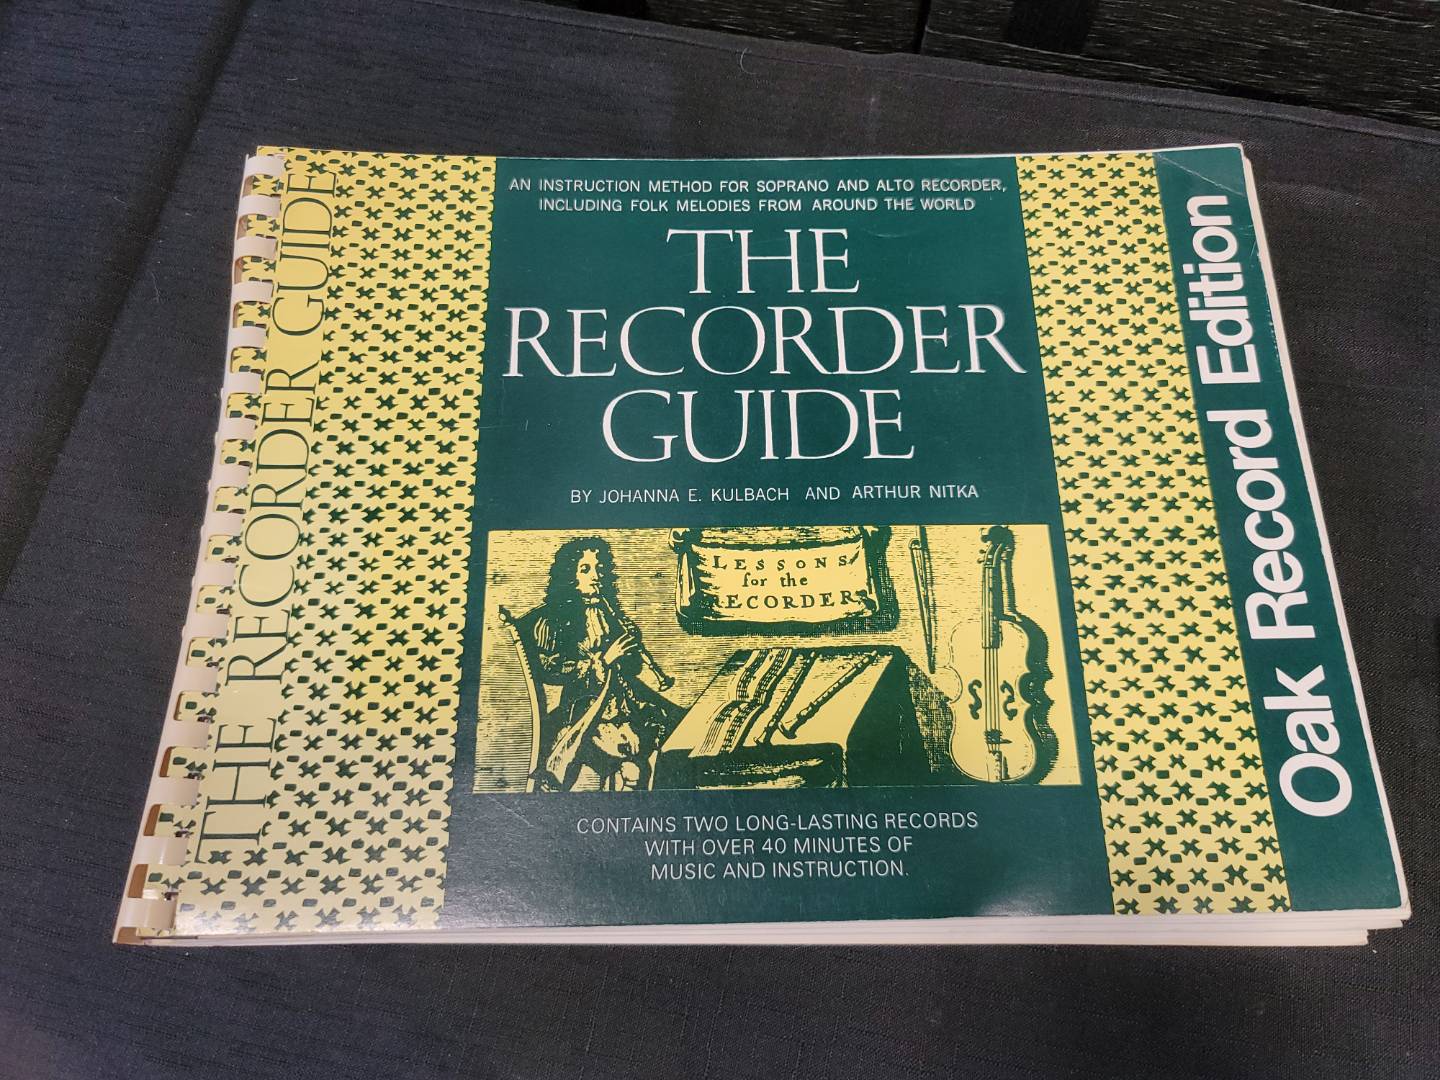 THE RECORDER GUIDE
AN INSTRUCTION METHOD FOR SOPRANO AND ALTO RECORDER,
INCLUDING FOLK MELODIES FROM AROUND THE WORLD
THE
RECORDER
GUIDE
BY JOHANNA E. KULBACH AND ARTHUR NITKA
LESSONS
for the
RECORDER
CONTAINS TWO LONG-LASTING RECORDS
WITH OVER 40 MINUTES OF
MUSIC AND INSTRUCTION.
Oak Record Edition